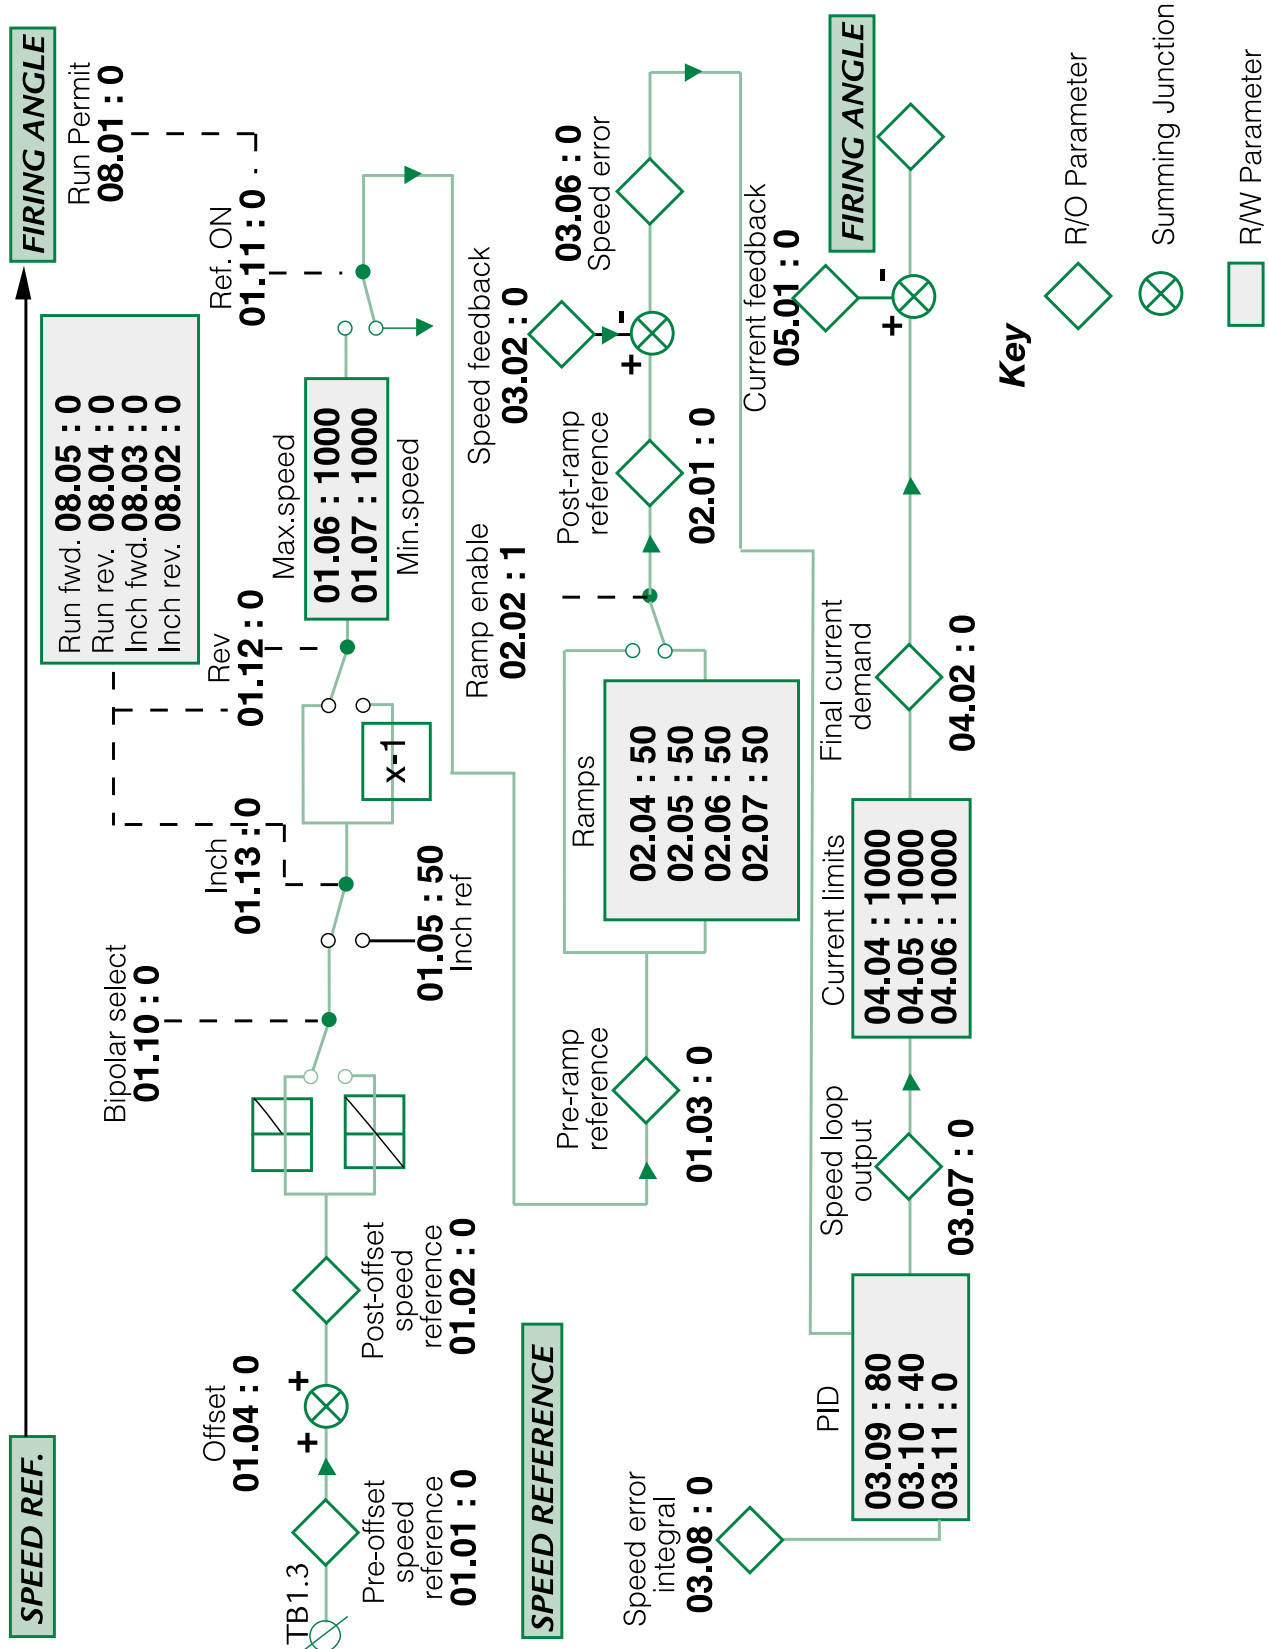 SPEED REF.
FIRING ANGLE
Run Permit
08.01 : 0
Run fwd. 08.05 : 0
Run rev. 08.04 : 0
Inch fwd. 08.03 : 0
Inch rev. 08.02 : 0
Bipolar select
01.10 : 0
Offset
01.04 : 0
Inch
01.13 : 0
Rev
01.12 : 0
Ref. ON
01.11 : 0
TB1.3
+
+
Max.speed
01.06 : 1000
01.07 : 1000
Min.speed
x-1
Pre-offset
speed
reference
01.01 : 0
Post-offset
speed
reference
01.02 : 0
01.05 : 50
Inch ref
SPEED REFERENCE
Ramp enable
02.02 : 1
Speed feedback
03.02 : 0
03.06 : 0
Speed error
Pre-ramp
reference
01.03 : 0
Ramps
02.04 : 50
02.05 : 50
02.06 : 50
02.07 : 50
Post-ramp
reference
02.01 : 0
+
-
Speed error
integral
03.08 : 0
PID
03.09 : 80
03.10 : 40
03.11 : 0
Speed loop
output
03.07 : 0
Current limits
04.04 : 1000
04.05 : 1000
04.06 : 1000
Final current
demand
04.02 : 0
Current feedback
05.01 : 0
+
-
FIRING ANGLE
Key
R/O Parameter
Summing Junction
R/W Parameter